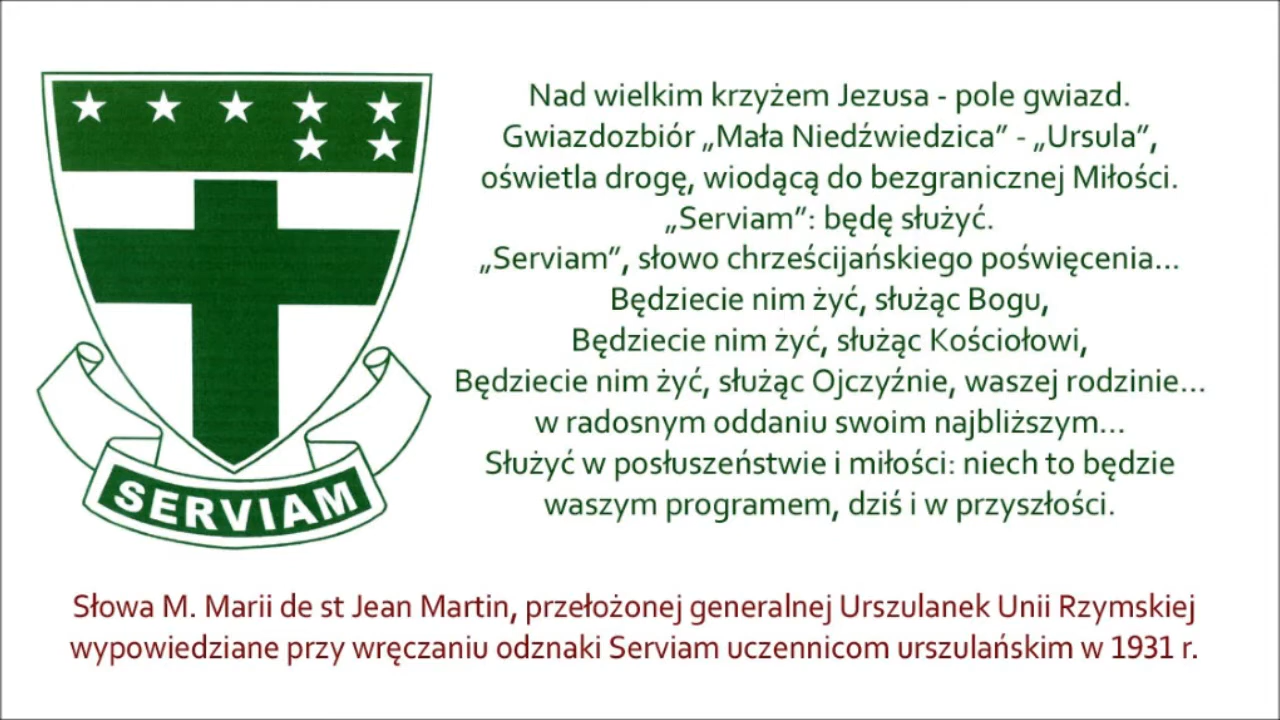 Nad wielkim krzyżem Jezusa - pole gwiazd.
Gwiazdozbiór „Mała Niedźwiedzica” - „Ursula”,
oświetla drogę, wiodącą do bezgranicznej Miłości.
„Serviam”: będę służyć.
„Serviam”, słowo chrześcijańskiego poświęcenia...
Będziecie nim żyć, służąc Bogu,
Będziecie nim żyć, służąc Kościołowi,
Będziecie nim żyć, służąc Ojczyźnie, waszej rodzinie...
w radosnym oddaniu swoim najbliższym...
Służyć w posłuszeństwie i miłości: niech to będzie
waszym programem, dziś i w przyszłości.
SERVIAM
Słowa M. Marii de st Jean Martin, przełożonej generalnej Urszulanek Unii Rzymskiej
wypowiedziane przy wręczaniu odznaki Serviam uczennicom urszulańskim w 1931 r.